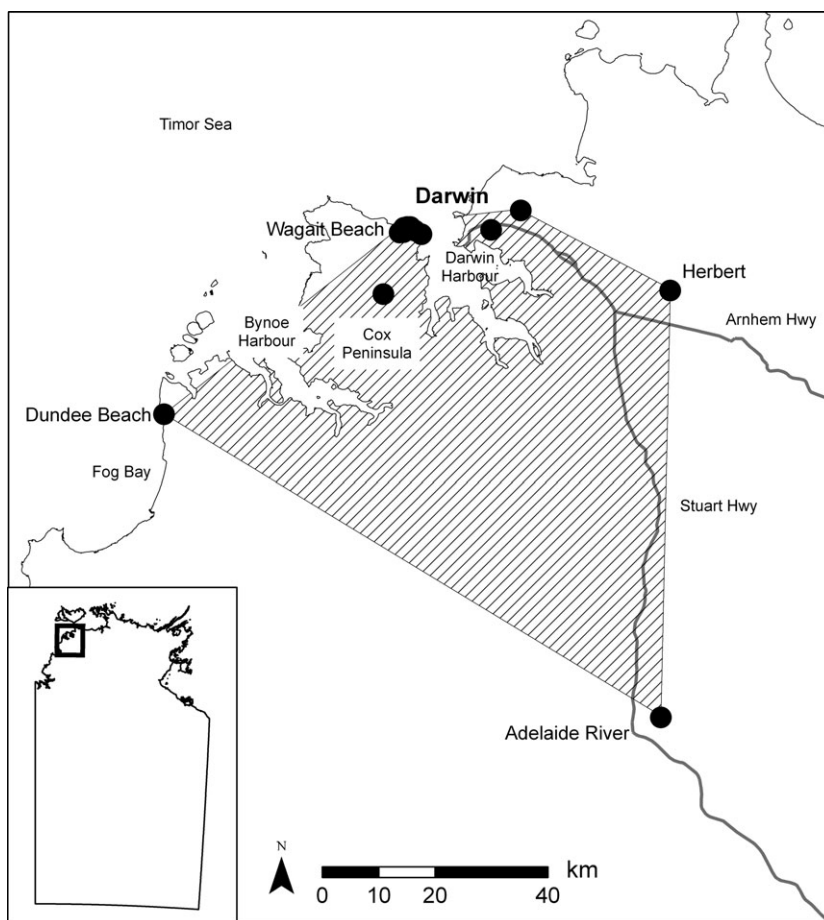 Timor Sea
Darwin
Wagait Beach
Darwin
Harbour
Herbert
Bynoe
Harbour
Cox
Peninsula
Arnhem Hwy
Dundee Beach
Fog Bay
Stuart Hwy
Adelaide River
N
km
0 10 20 40